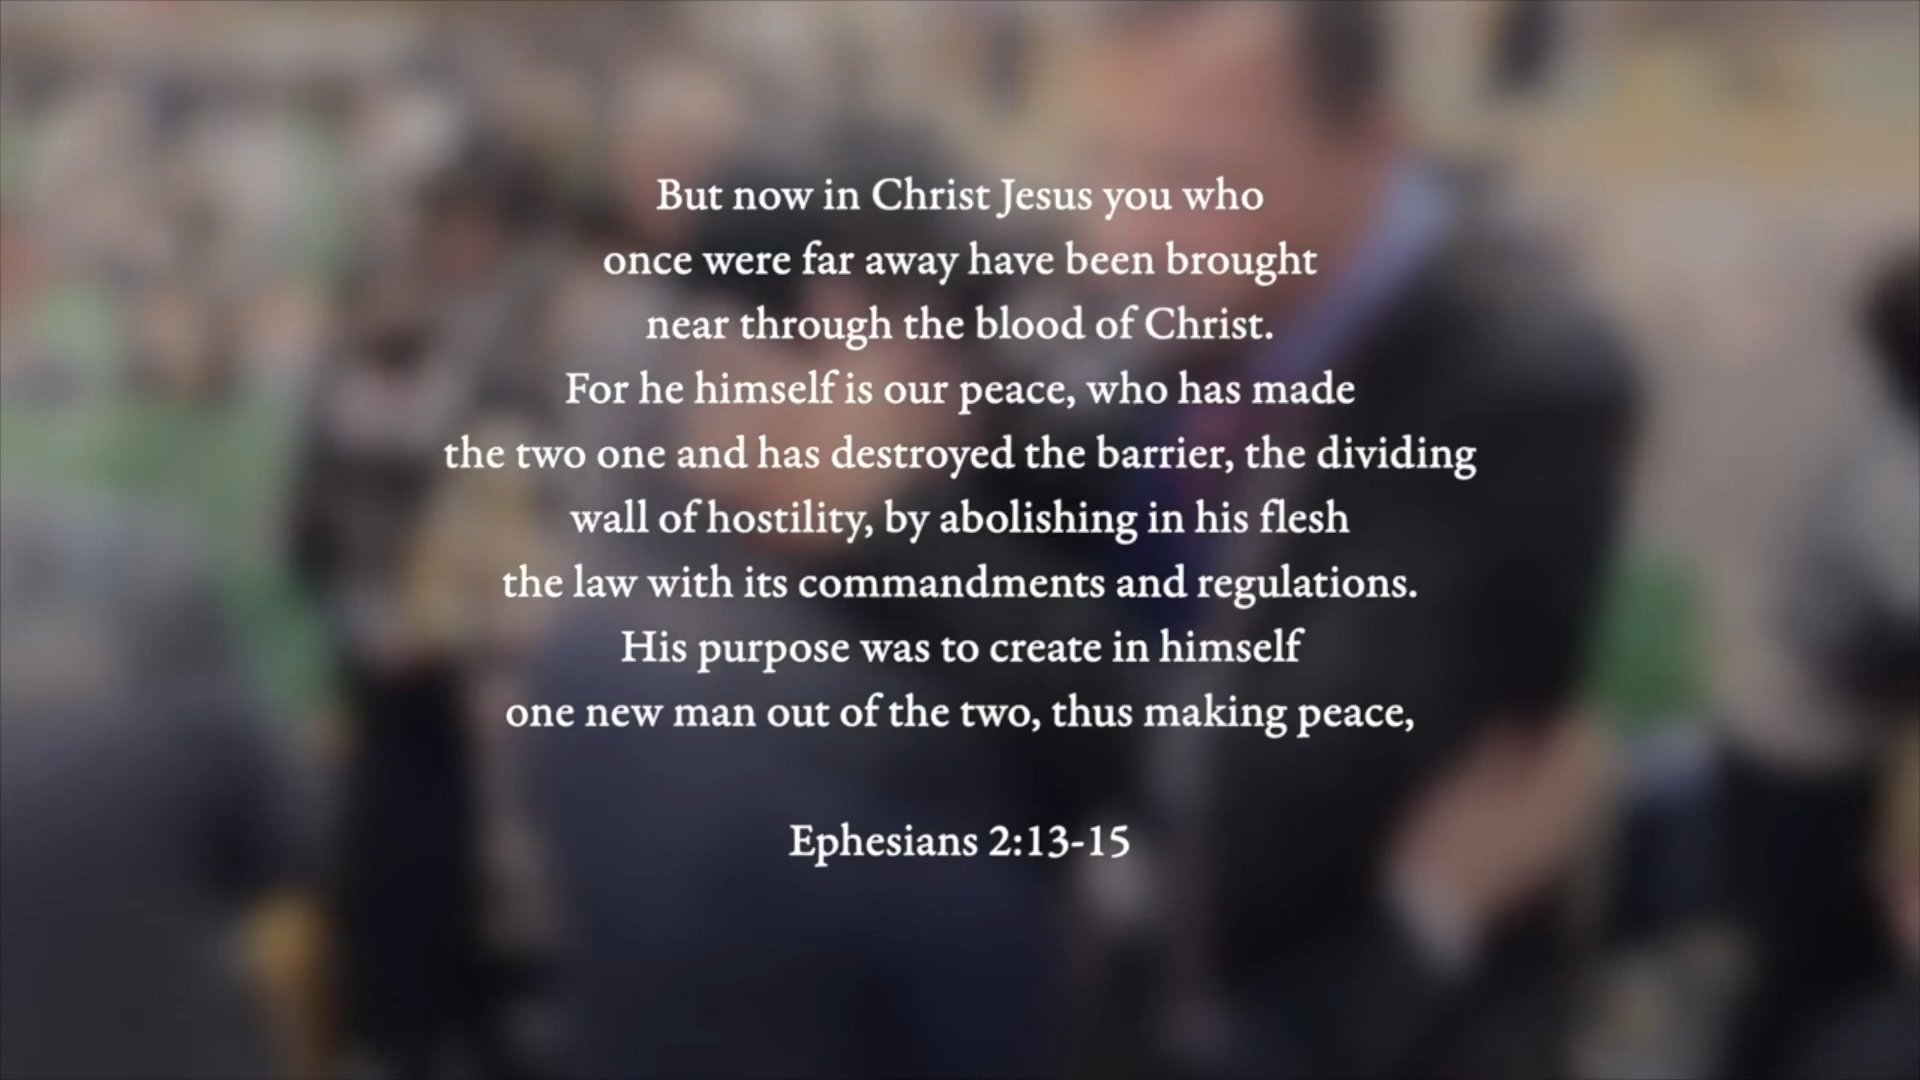 But now in Christ Jesus you who
once were far away have been brought
near through the blood of Christ.
For he himself is our peace, who has made
the two one and has destroyed the barrier, the dividing
wall of hostility, by abolishing in his flesh
the law with its commandments and regulations.
His purpose was to create in himself
one new man out of the two, thus making peace,
Ephesians 2:13-15